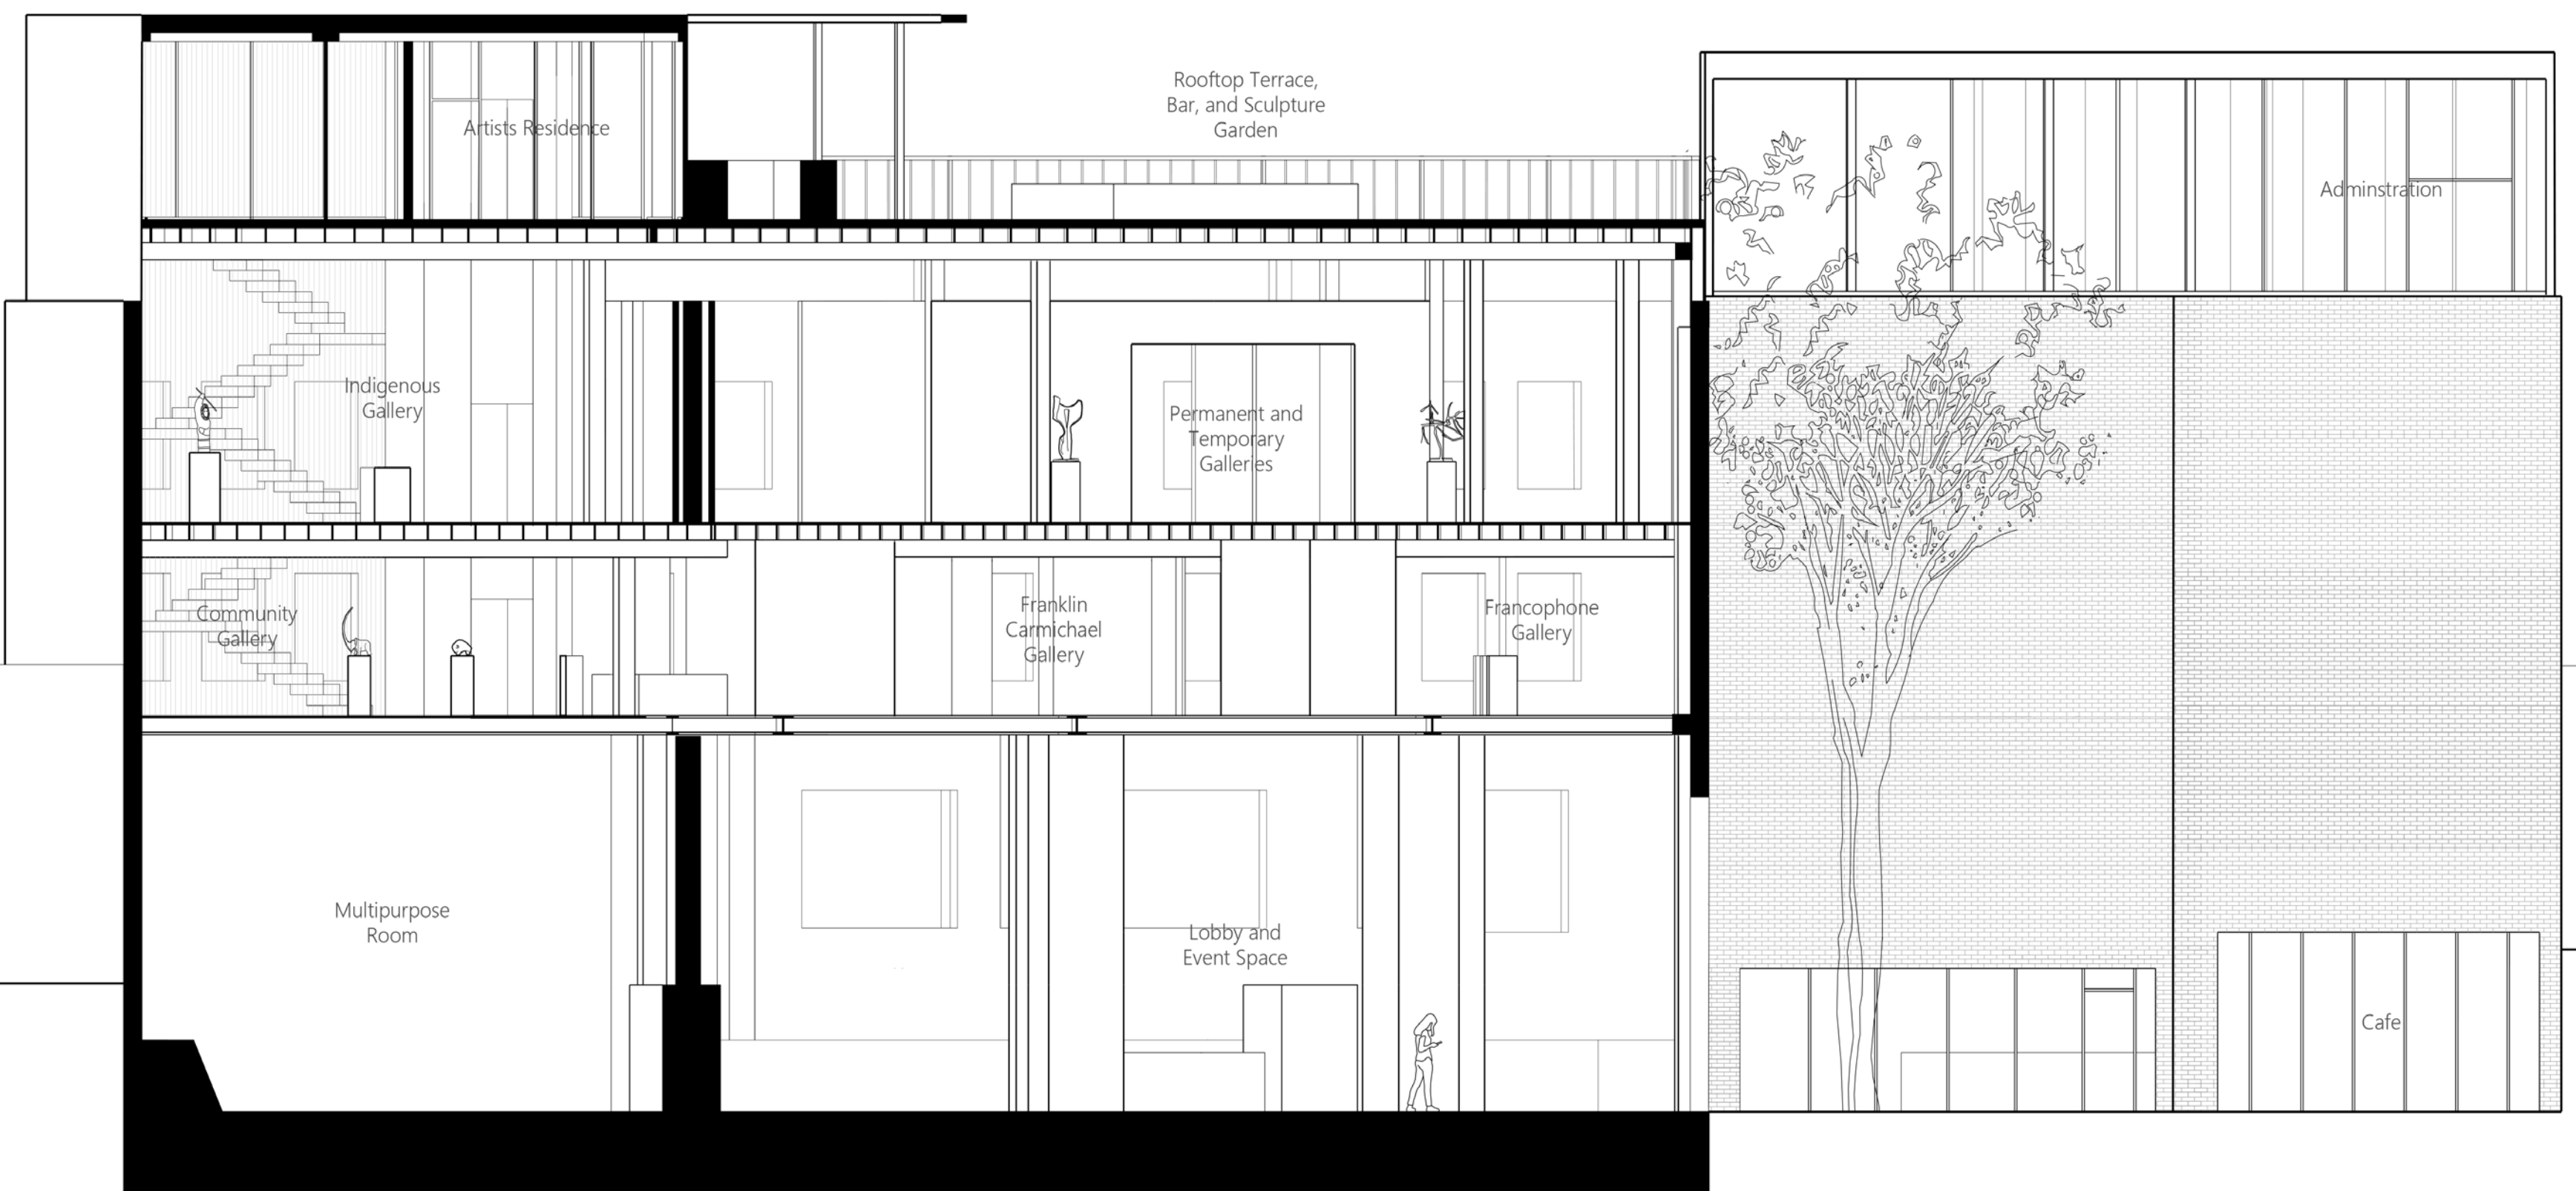 Rooftop Terrace,
Bar, and Sculpture
Garden
Artists Residence
Adminstration
Indigenous
Gallery
Permanent and
Temporary
Galleries
Community
Gallery
Franklin
Carmichael
Gallery
Francophone
Gallery
Multipurpose
Room
Lobby and
Event Space
Cafe